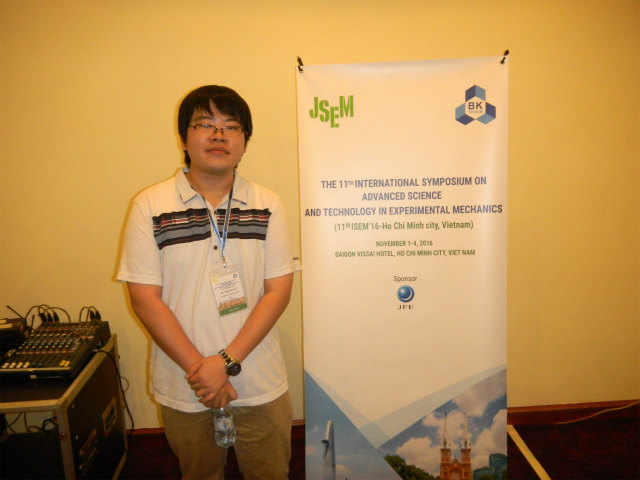 JSEM
BK
TPHCM
THE 11TH INTERNATIONAL SYMPOSIUM ON
ADVANCED SCIENCE
AND TECHNOLOGY IN EXPERIMENTAL MECHANICS
(11th ISEM'16-Ho Chi Minh city, Vietnam)
NOVEMBER 1-4, 2016
SAIGON VISSAI HOTEL, HO CHI MINH CITY, VIET NAM
Sponsor
JFE